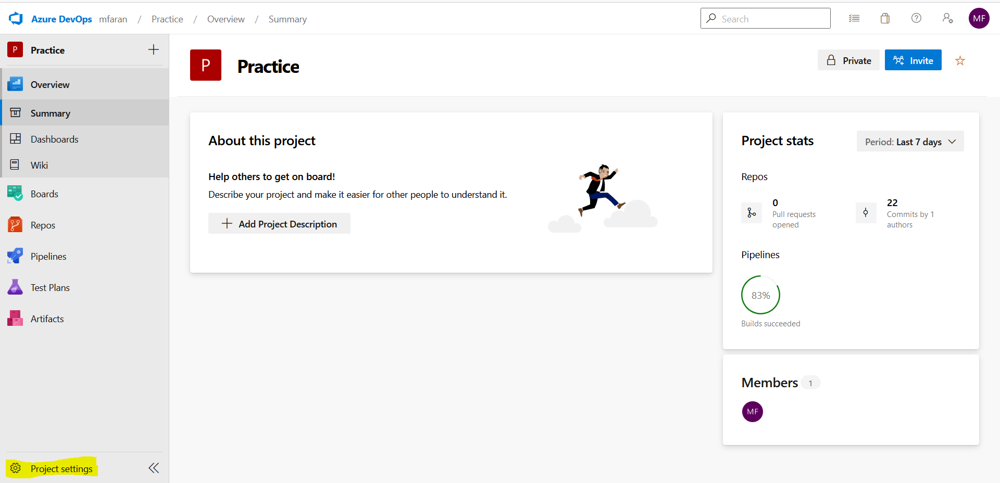 Azure DevOps mfaran / Practice / Overview / Summary
Search
MF
P Practice
Overview
Summary
Dashboards
Wiki
Boards
Repos
Pipelines
Test Plans
Artifacts
Project settings
P Practice
Private
Invite
About this project
Help others to get on board!
Describe your project and make it easier for other people to understand it.
Add Project Description
Project stats
Period: Last 7 days
Repos
0
Pull requests
opened
22
Commits by 1
authors
Pipelines
83%
Builds succeeded
Members 1
MF